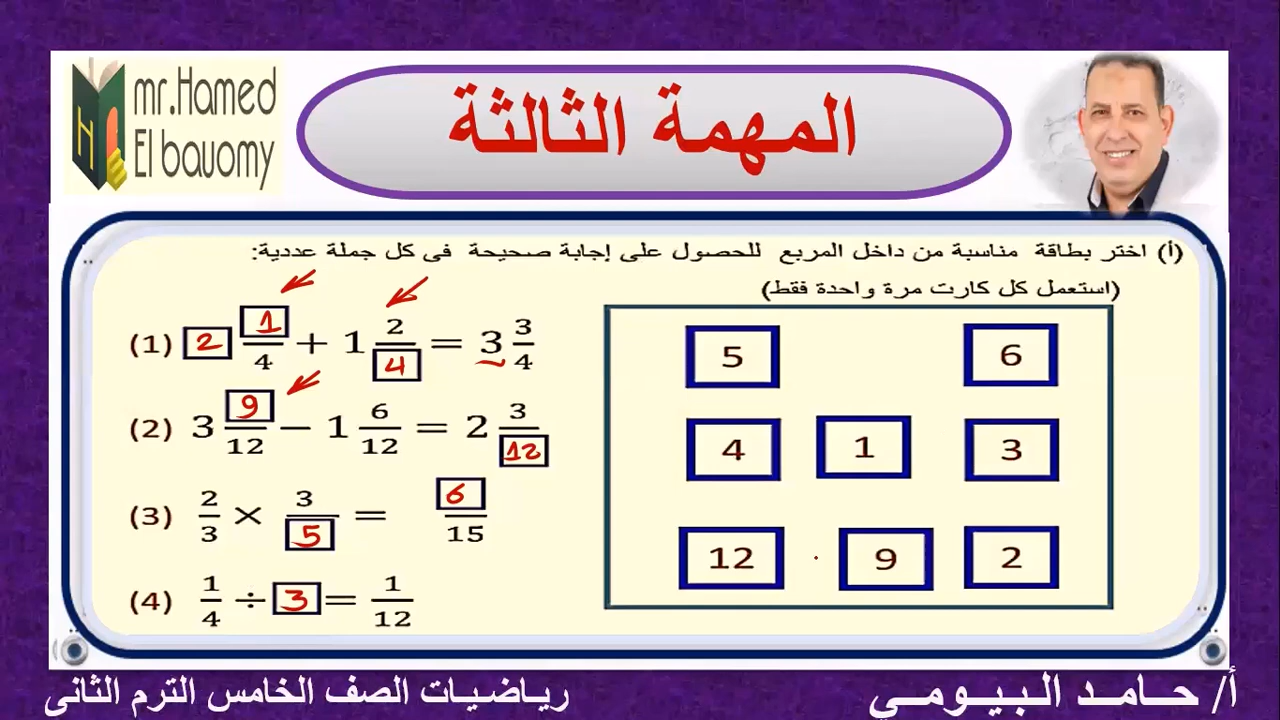 mr.Hamed
El bauomy
المهمة الثالثة
(أ) اختر بطاقة مناسبة من داخل المربع للحصول على إجابة صحيحة فى كل جملة عددية:
(استعمل كل كارت مرة واحدة فقط)
(1) 2 1/4 + 1 2/4 = 3 3/4
(2) 3 9/12 − 1 6/12 = 2 3/12
(3) 2/3 × 3/5 = 6/15
(4) 1/4 ÷ 3 = 1/12
5 6
4 1 3
12 9 2
أ/ حامد البيومي
رياضيات الصف الخامس الترم الثانى